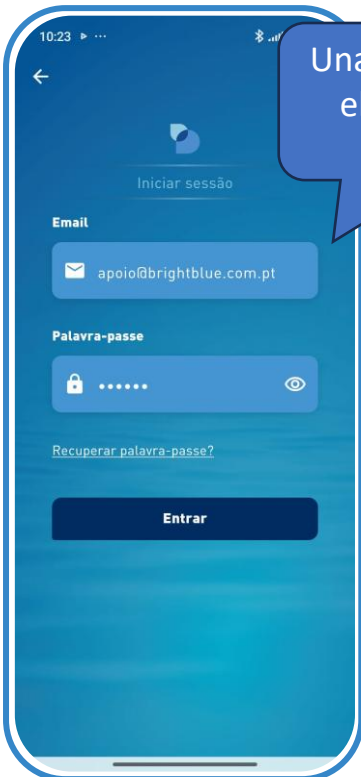 10:23
Una
e
Iniciar sessão
Email
apoio@brightblue.com.pt
Palavra-passe
••••••
Recuperar palavra-passe?
Entrar